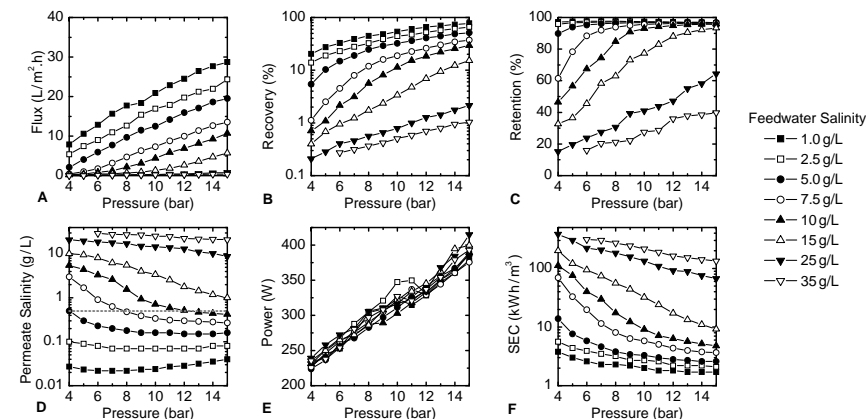 40
30
20
10
0
Flux (L/m².h)
4 6 8 10 12 14
A
Pressure (bar)
100
10
1
0.1
Recovery (%)
4 6 8 10 12 14
B
Pressure (bar)
100
80
60
40
20
0
Retention (%)
4 6 8 10 12 14
C
Pressure (bar)
Feedwater Salinity
1.0 g/L
2.5 g/L
5.0 g/L
7.5 g/L
10 g/L
15 g/L
25 g/L
35 g/L
10
1
0.1
0.01
Permeate Salinity (g/L)
4 6 8 10 12 14
D
Pressure (bar)
400
350
300
250
200
Power (W)
4 6 8 10 12 14
E
Pressure (bar)
100
10
1
SEC (kWh/m³)
4 6 8 10 12 14
F
Pressure (bar)